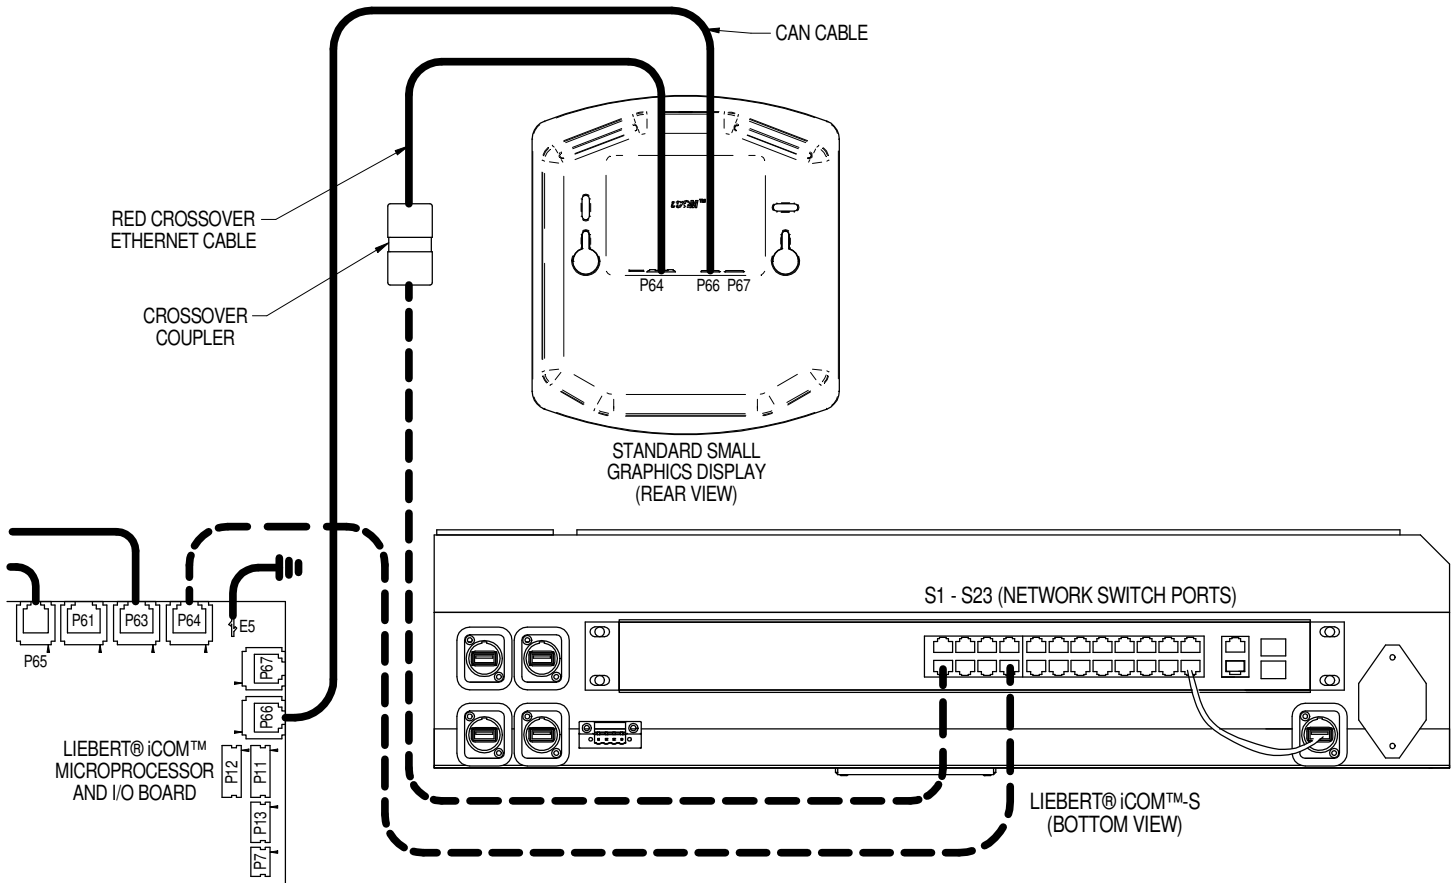 CAN CABLE
RED CROSSOVER
ETHERNET CABLE
CROSSOVER
COUPLER
P64
P66
P67
STANDARD SMALL
GRAPHICS DISPLAY
(REAR VIEW)
S1 - S23 (NETWORK SWITCH PORTS)
P61
P63
P64
E5
P65
P67
P66
LIEBERT® iCOM™
MICROPROCESSOR
AND I/O BOARD
P12
P11
P13
P7
LIEBERT® iCOM™-S
(BOTTOM VIEW)